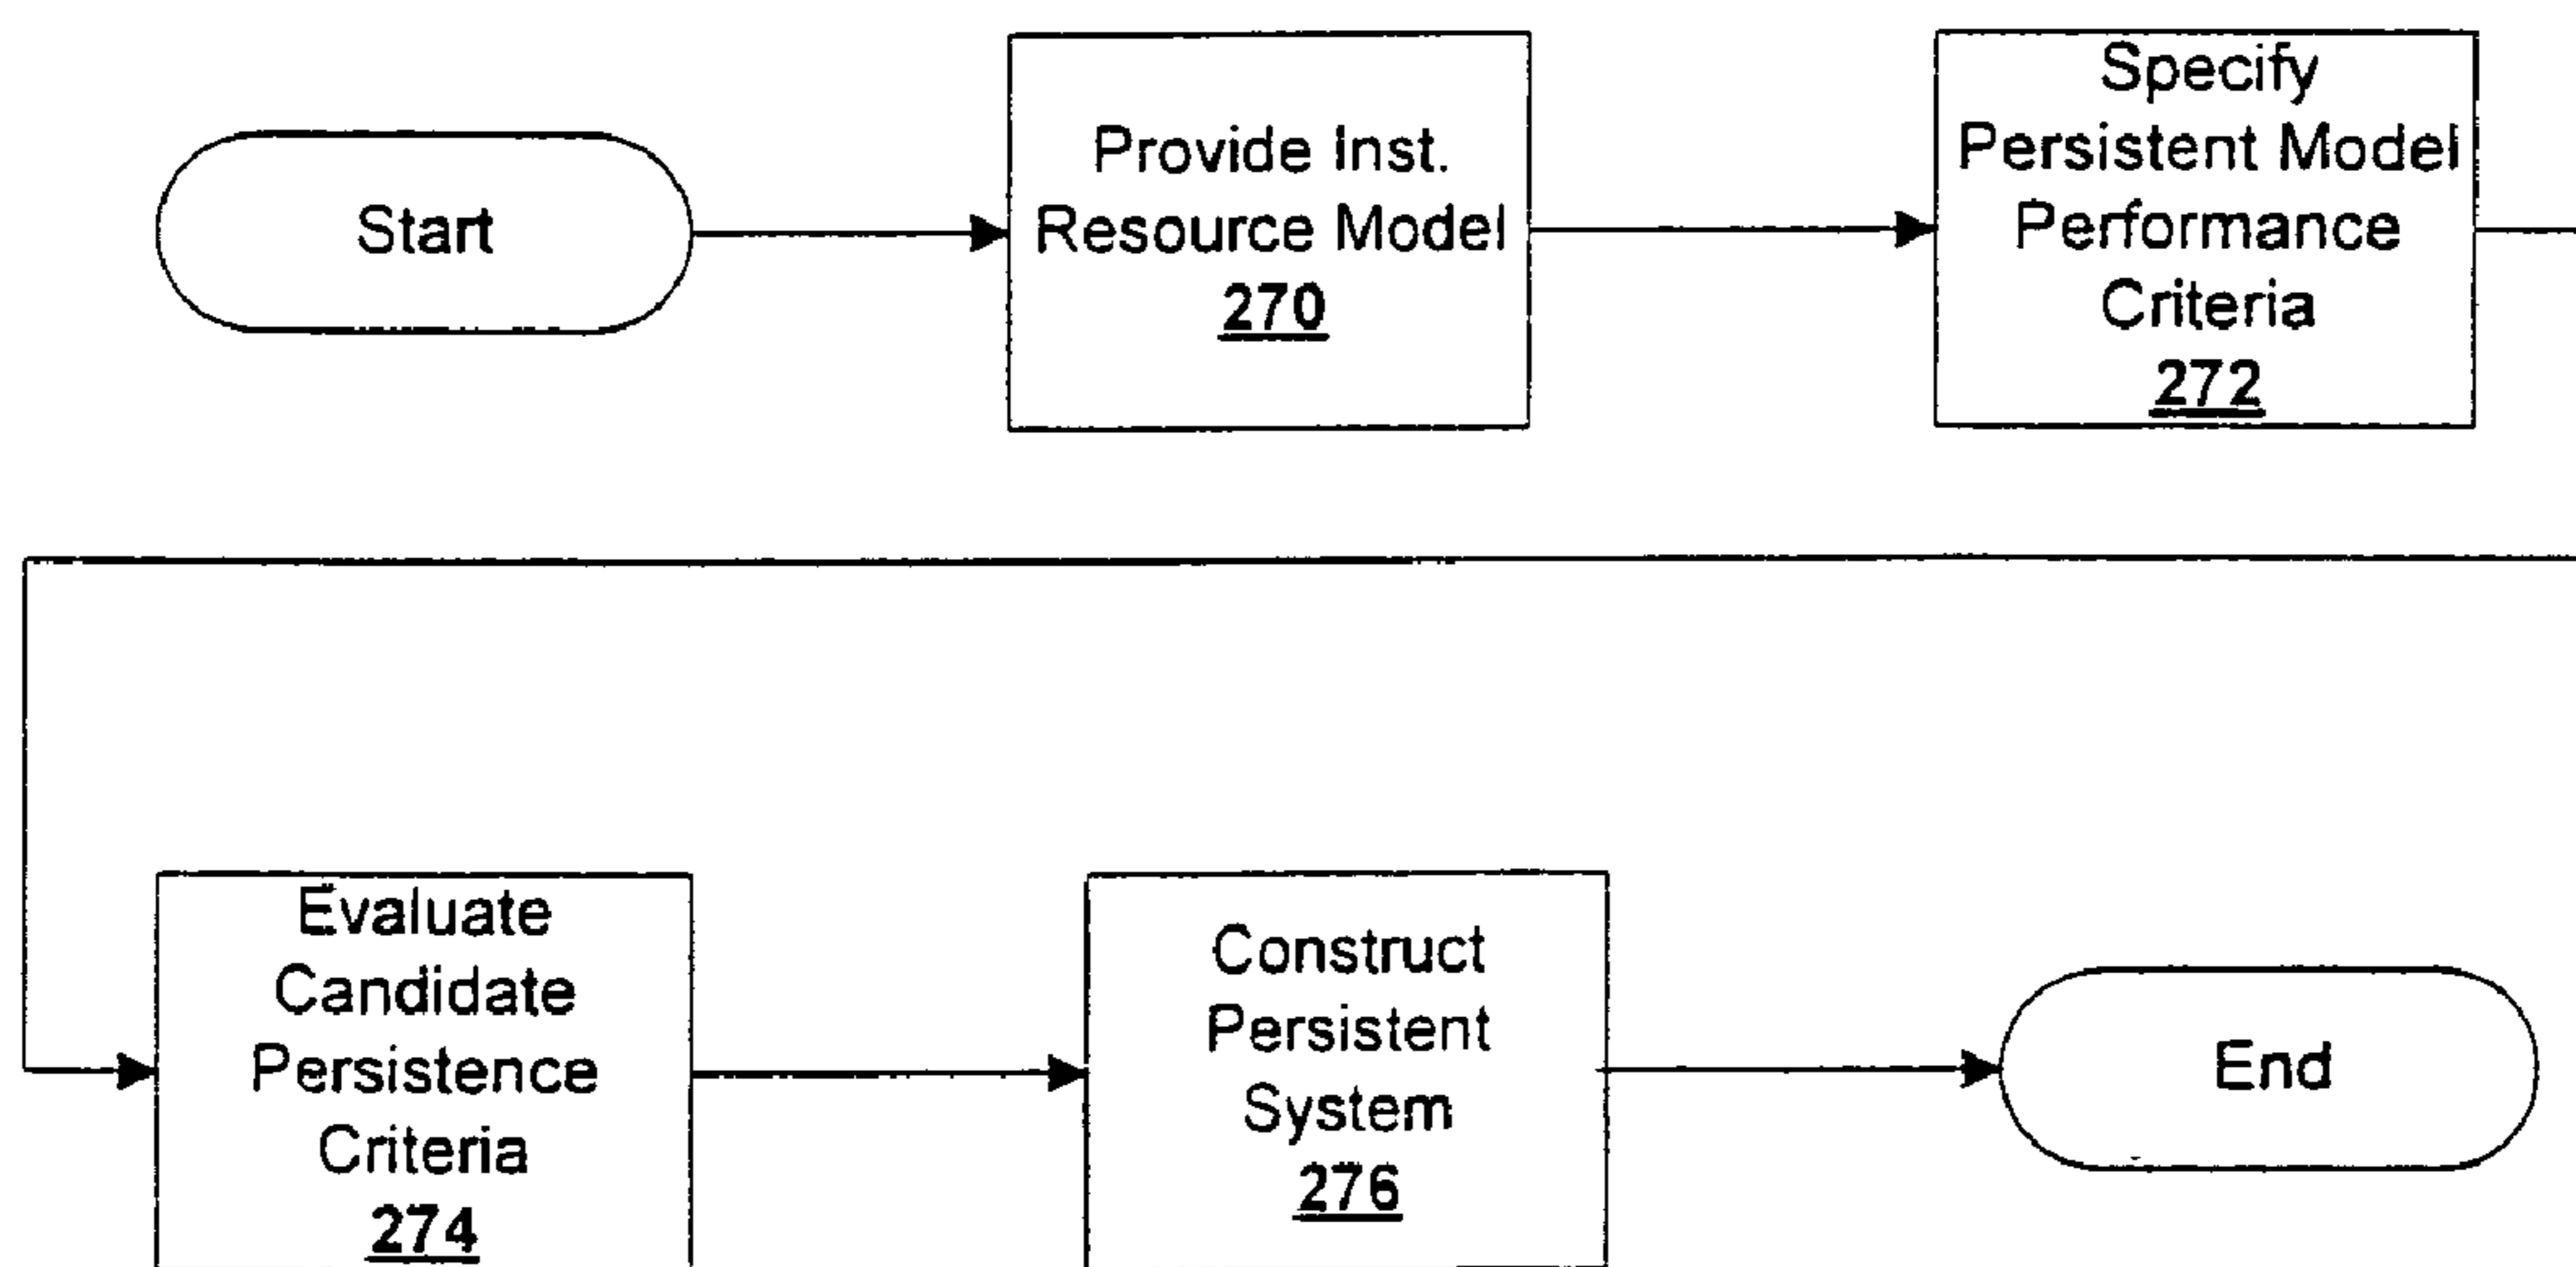 Start
Provide Inst.
Resource Model
270
Specify
Persistent Model
Performance
Criteria
272
Evaluate
Candidate
Persistence
Criteria
274
Construct
Persistent
System
276
End